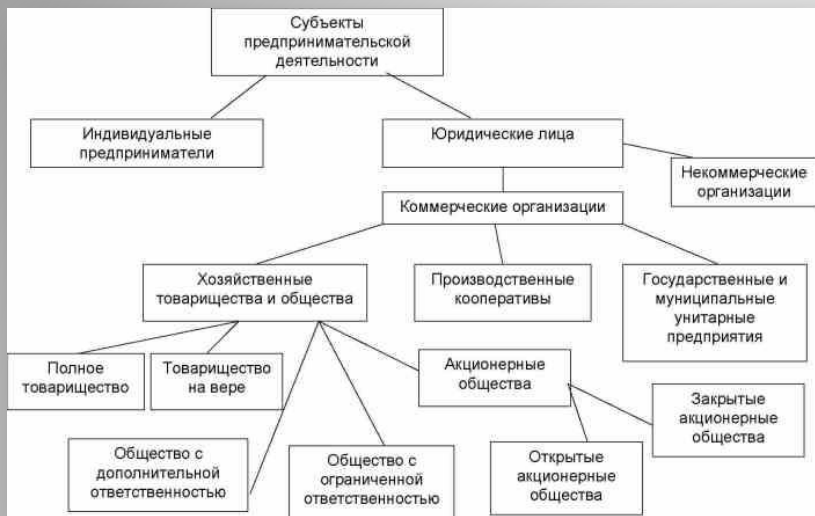 Субъекты
предпринимательской
деятельности
Индивидуальные
предприниматели
Юридические лица
Некоммерческие
организации
Коммерческие организации
Хозяйственные
товарищества и общества
Производственные
кооперативы
Государственные и
муниципальные
унитарные
предприятия
Полное
товарищество
Товарищество
на вере
Акционерные
общества
Закрытые
акционерные
общества
Общество с
дополнительной
ответственностью
Общество с
ограниченной
ответственностью
Открытые
акционерные
общества